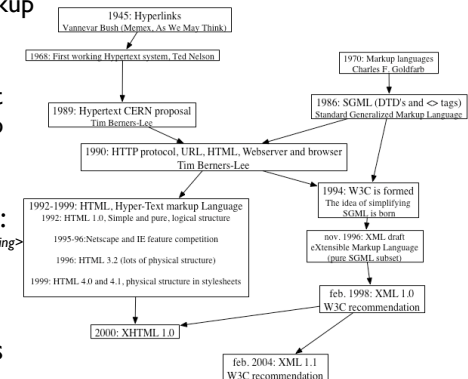 kup
1945: Hyperlinks
Vannevar Bush (Memex, As We May Think)
1968: First working Hypertext system, Ted Nelson
1970: Markup languages
Charles F. Goldfarb
1989: Hypertext CERN proposal
Tim Berners-Lee
1986: SGML (DTD's and <> tags)
Standard Generalized Markup Language
1990: HTTP protocol, URL, HTML, Webserver and browser
Tim Berners-Lee
1994: W3C is formed
The idea of simplifying
SGML is born
1992-1999: HTML, Hyper-Text markup Language
1992: HTML 1.0, Simple and pure, logical structure
1995-96:Netscape and IE feature competition
1996: HTML 3.2 (lots of physical structure)
1999: HTML 4.0 and 4.1, physical structure in stylesheets
:
ing>
nov. 1996: XML draft
eXtensible Markup Language
(pure SGML subset)
feb. 1998: XML 1.0
W3C recommendation
2000: XHTML 1.0
s
feb. 2004: XML 1.1
W3C recommendation